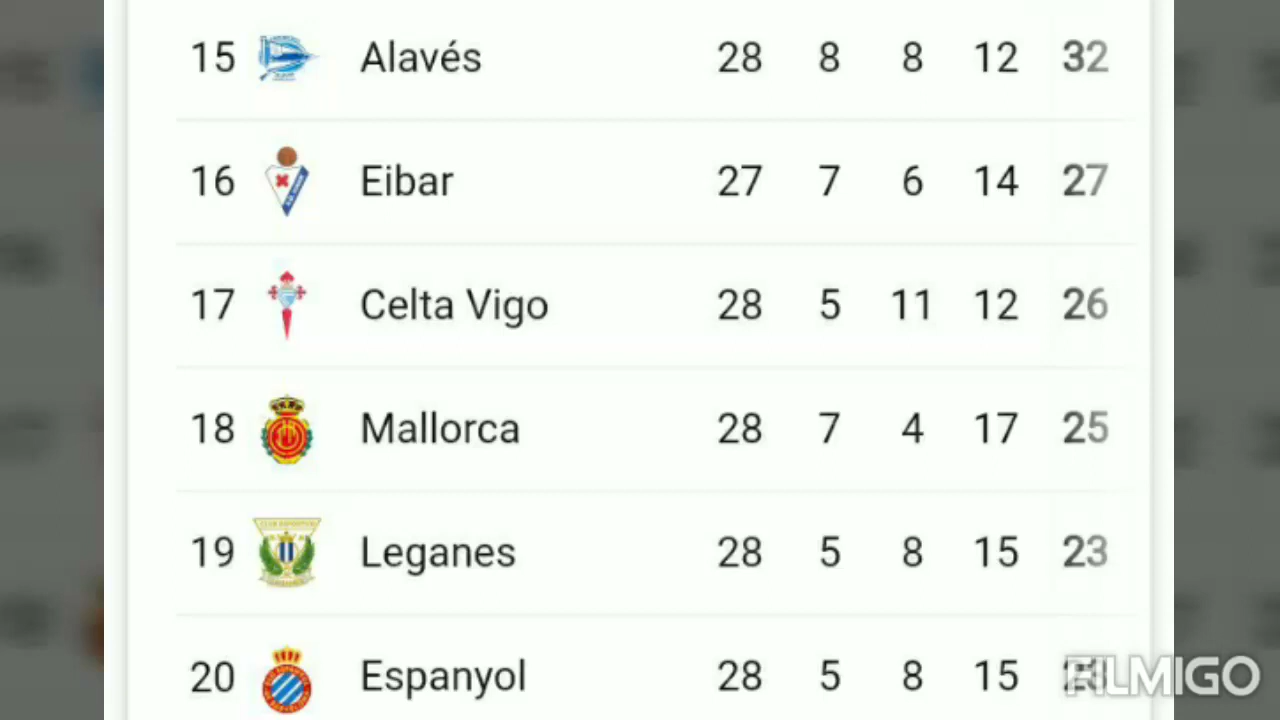 15 Alavés 28 8 8 12 32
16 Eibar 27 7 6 14 27
17 Celta Vigo 28 5 11 12 26
18 Mallorca 28 7 4 17 25
19 Leganes 28 5 8 15 23
20 Espanyol 28 5 8 15
FILMIGO